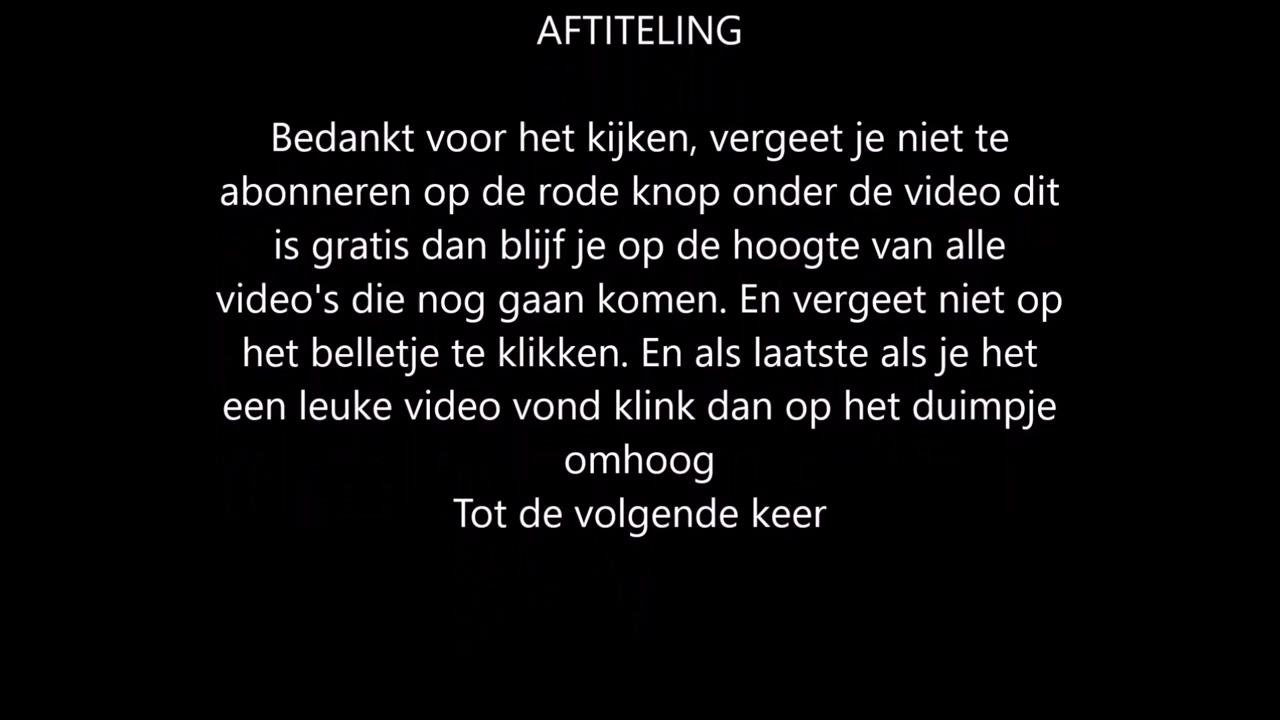 AFTITELING
Bedankt voor het kijken, vergeet je niet te
abonneren op de rode knop onder de video dit
is gratis dan blijf je op de hoogte van alle
video's die nog gaan komen. En vergeet niet op
het belletje te klikken. En als laatste als je het
een leuke video vond klink dan op het duimpje
omhoog
Tot de volgende keer